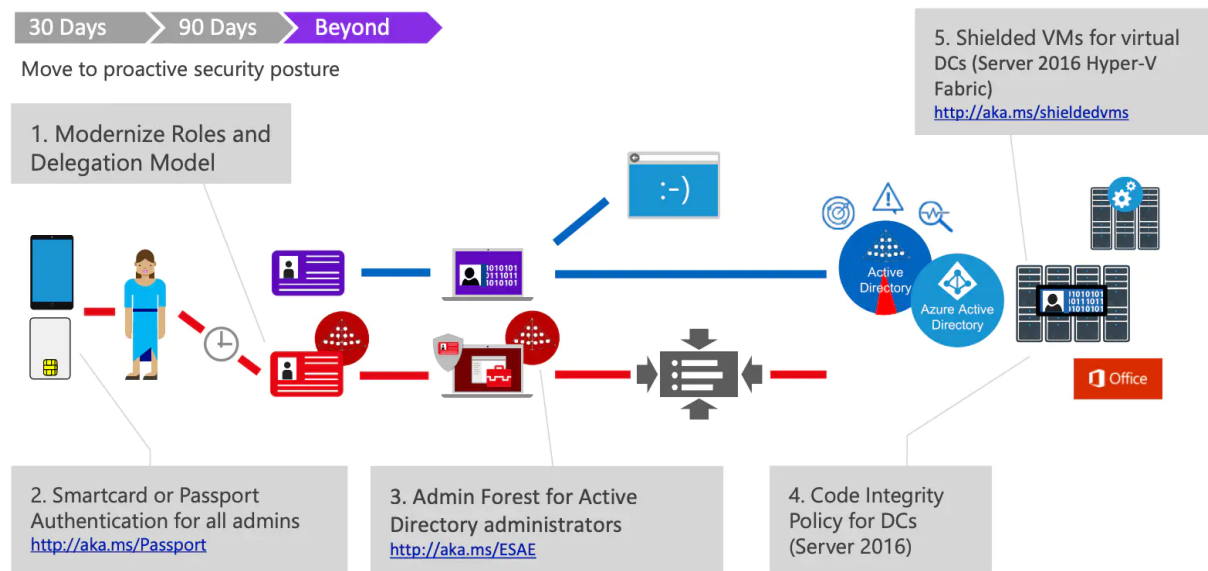 30 Days
90 Days
Beyond
Move to proactive security posture
1. Modernize Roles and
Delegation Model
5. Shielded VMs for virtual
DCs (Server 2016 Hyper-V
Fabric)
http://aka.ms/shieldedvms
:-)
1010101
011011
1010101
Active
Directory
Azure Active
Directory
1010101
011011
1010101
Office
2. Smartcard or Passport
Authentication for all admins
http://aka.ms/Passport
3. Admin Forest for Active
Directory administrators
http://aka.ms/ESAE
4. Code Integrity
Policy for DCs
(Server 2016)